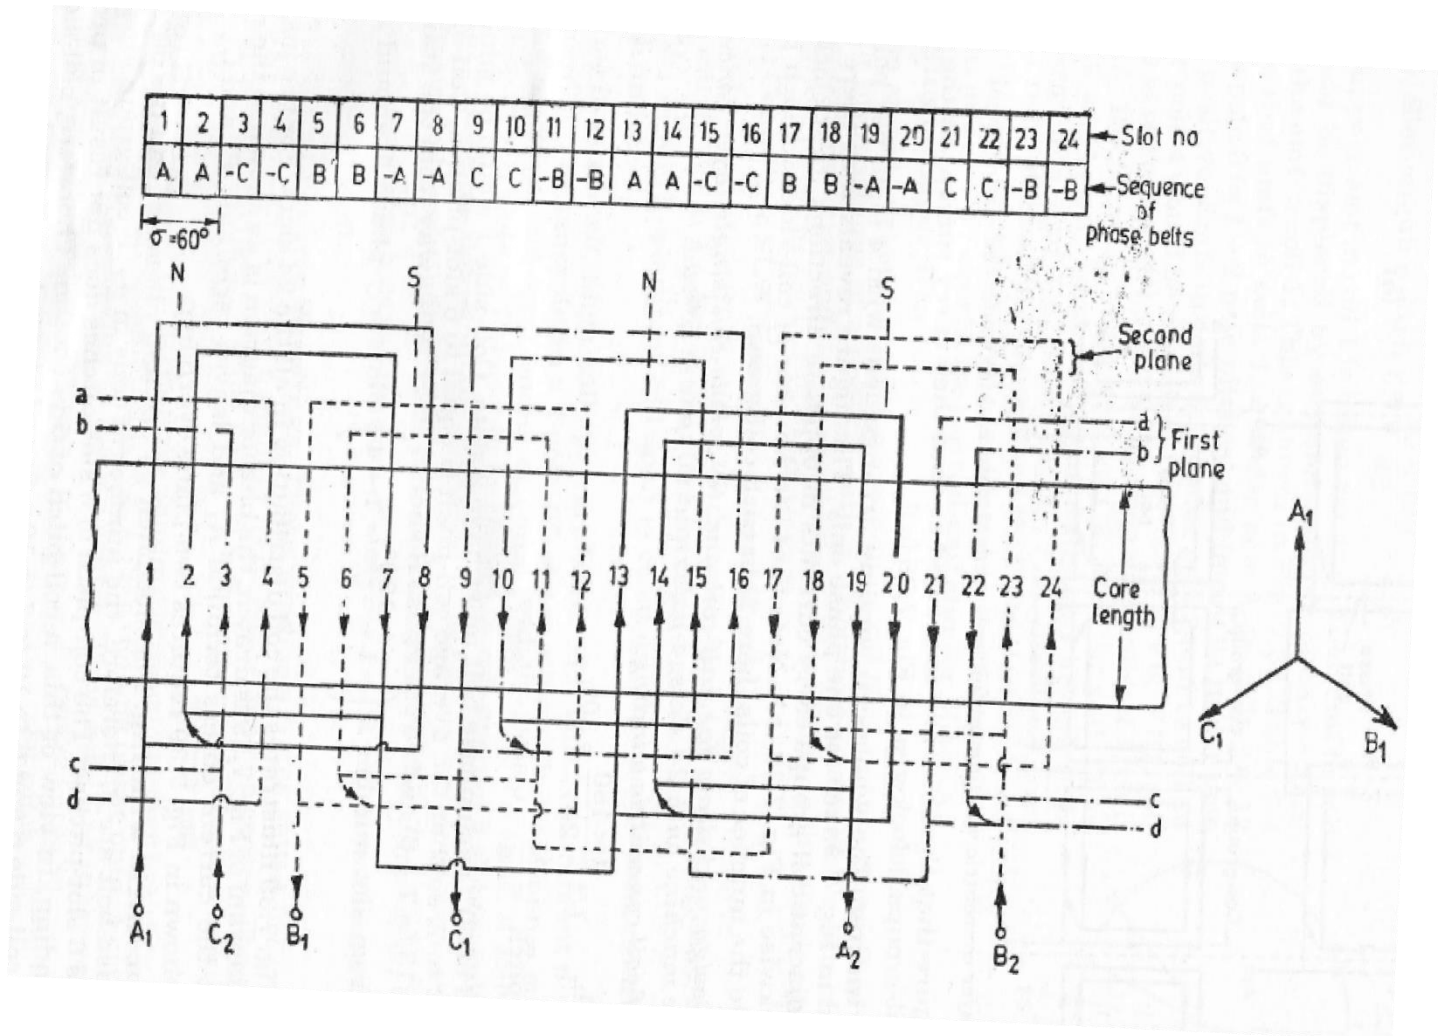 1 2 3 4 5 6 7 8 9 10 11 12 13 14 15 16 17 18 19 20 21 22 23 24 Slot no
A A -C -C B B -A -A C C -B -B A A -C -C B B -A -A C C -B -B Sequence
of
phase belts
σ=60°
N S N S
Second
plane
a
b
a
b
First
plane
1 2 3 4 5 6 7 8 9 10 11 12 13 14 15 16 17 18 19 20 21 22 23 24
Core
length
A1
C1 B1
c
d
c
d
A1 C2 B1 C1 A2 B2